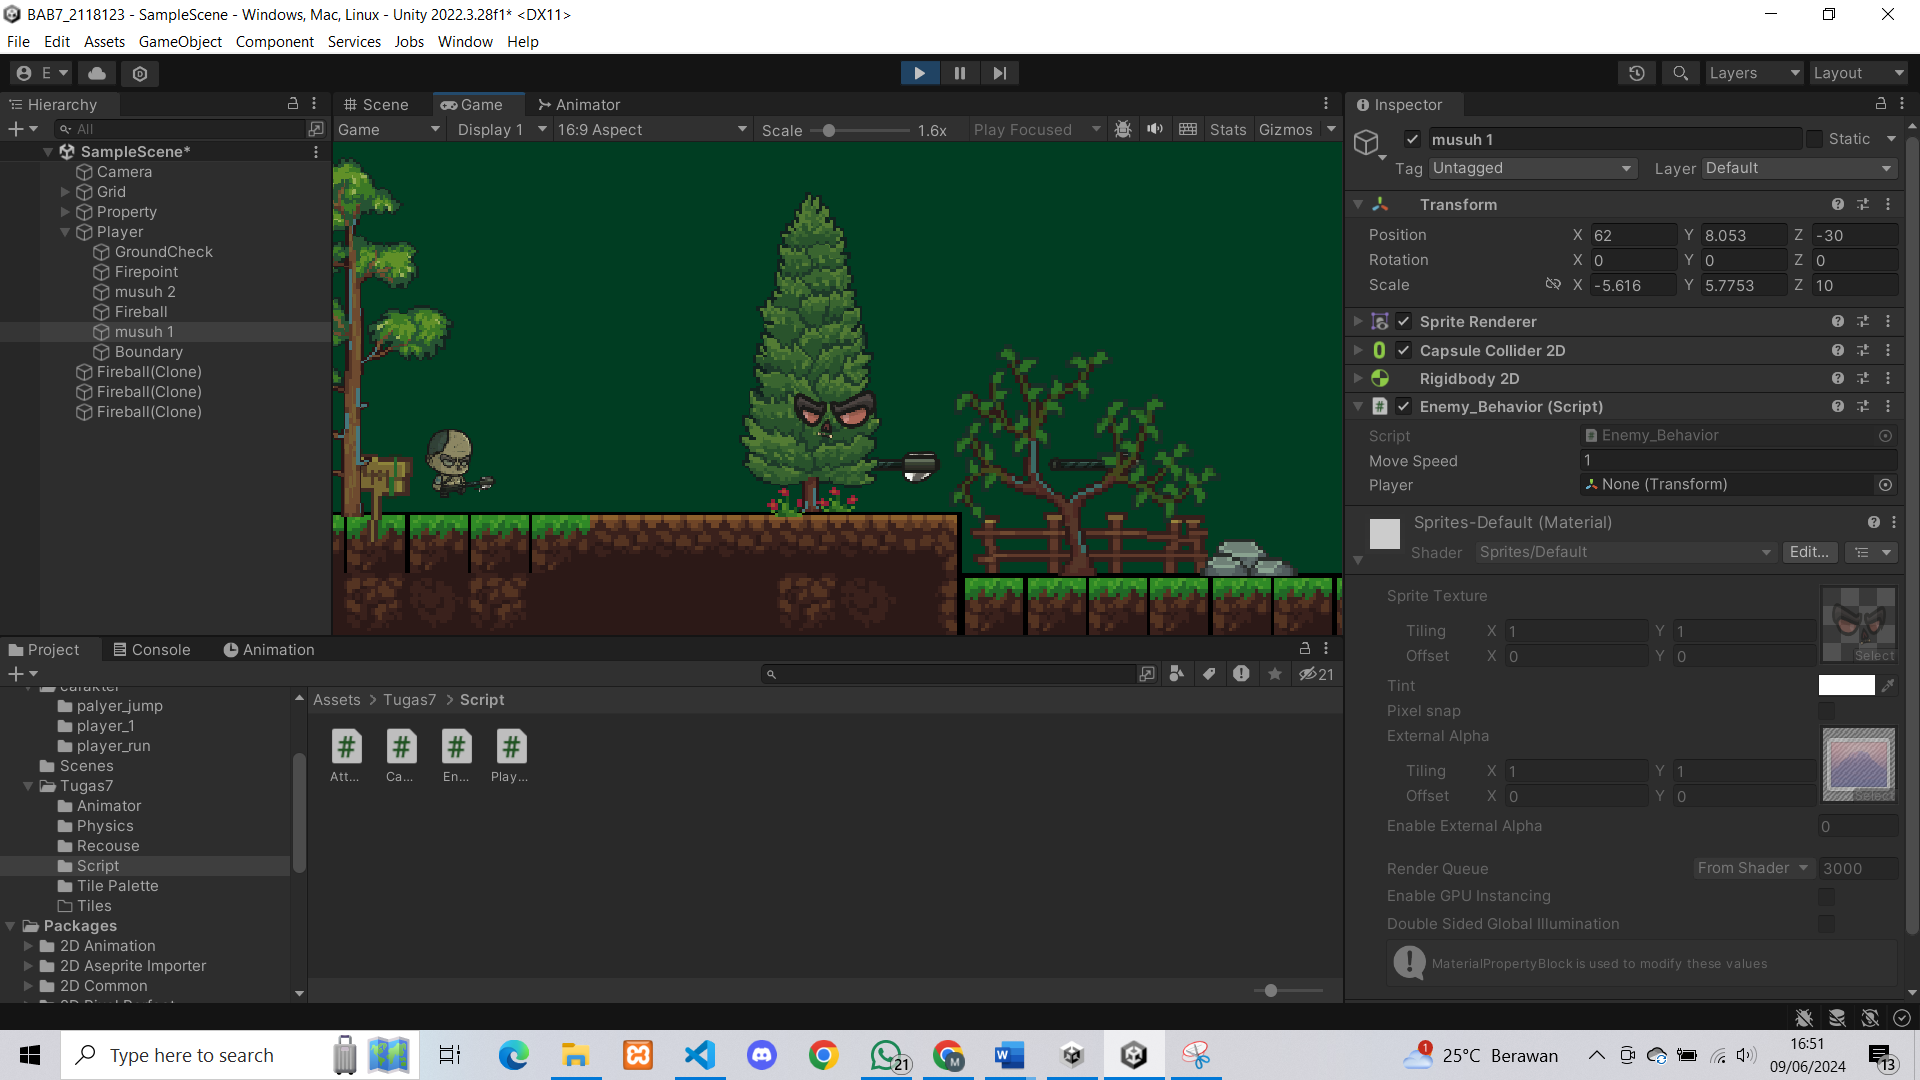 BAB7_2118123 - SampleScene - Windows, Mac, Linux - Unity 2022.3.28f1* <DX11>
File Edit Assets GameObject Component Services Jobs Window Help
E Layers Layout
Hierarchy
All
SampleScene*
Camera
Grid
Property
Player
GroundCheck
Firepoint
musuh 2
Fireball
musuh 1
Boundary
Fireball(Clone)
Fireball(Clone)
Fireball(Clone)
Scene Game Animator
Game Display 1 16:9 Aspect Scale 1.6x Play Focused Stats Gizmos
Inspector
musuh 1 Static
Tag Untagged Layer Default
Transform
Position X 62 Y 8.053 Z -30
Rotation X 0 Y 0 Z 0
Scale X -5.616 Y 5.7753 Z 10
Sprite Renderer
Capsule Collider 2D
Rigidbody 2D
# Enemy_Behavior (Script)
Script Enemy_Behavior
Move Speed 1
Player None (Transform)
Sprites-Default (Material)
Shader Sprites/Default Edit...
Sprite Texture
Tiling X 1 Y 1
Offset X 0 Y 0
Select
Tint
Pixel snap
External Alpha
Tiling X 1 Y 1
Offset X 0 Y 0
Select
Enable External Alpha 0
Render Queue From Shader 3000
Enable GPU Instancing
Double Sided Global Illumination
MaterialPropertyBlock is used to modify these values
Project Console Animation
21
carakter
palyer_jump
player_1
player_run
Scenes
Tugas7
Animator
Physics
Recouse
Script
Tile Palette
Tiles
Packages
2D Animation
2D Aseprite Importer
2D Common
2D Pixel Perfect
Assets > Tugas7 > Script
# # # #
Att... Ca... En... Play...
Type here to search
21
M
1
25°C Berawan
16:51
09/06/2024
13